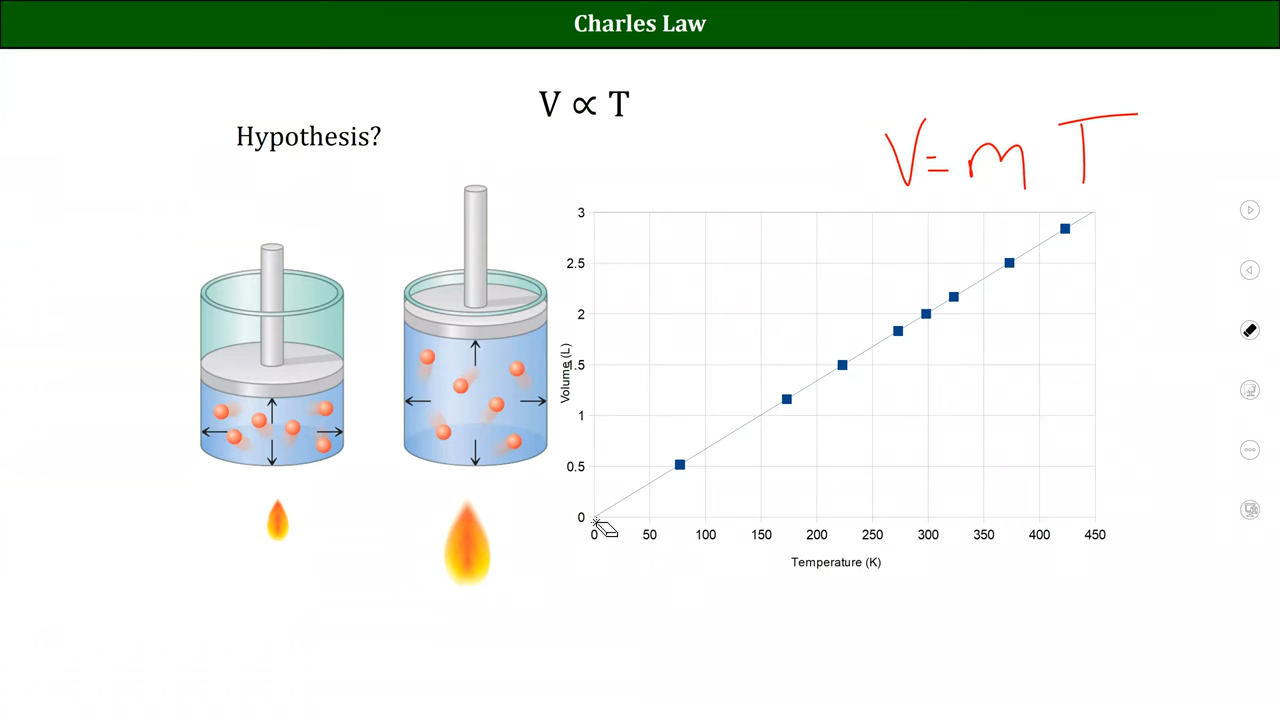 Charles Law
V ∝ T
Hypothesis?
V = m T
3
2.5
2
1.5
1
0.5
0
Volume (L)
0 50 100 150 200 250 300 350 400 450
Temperature (K)